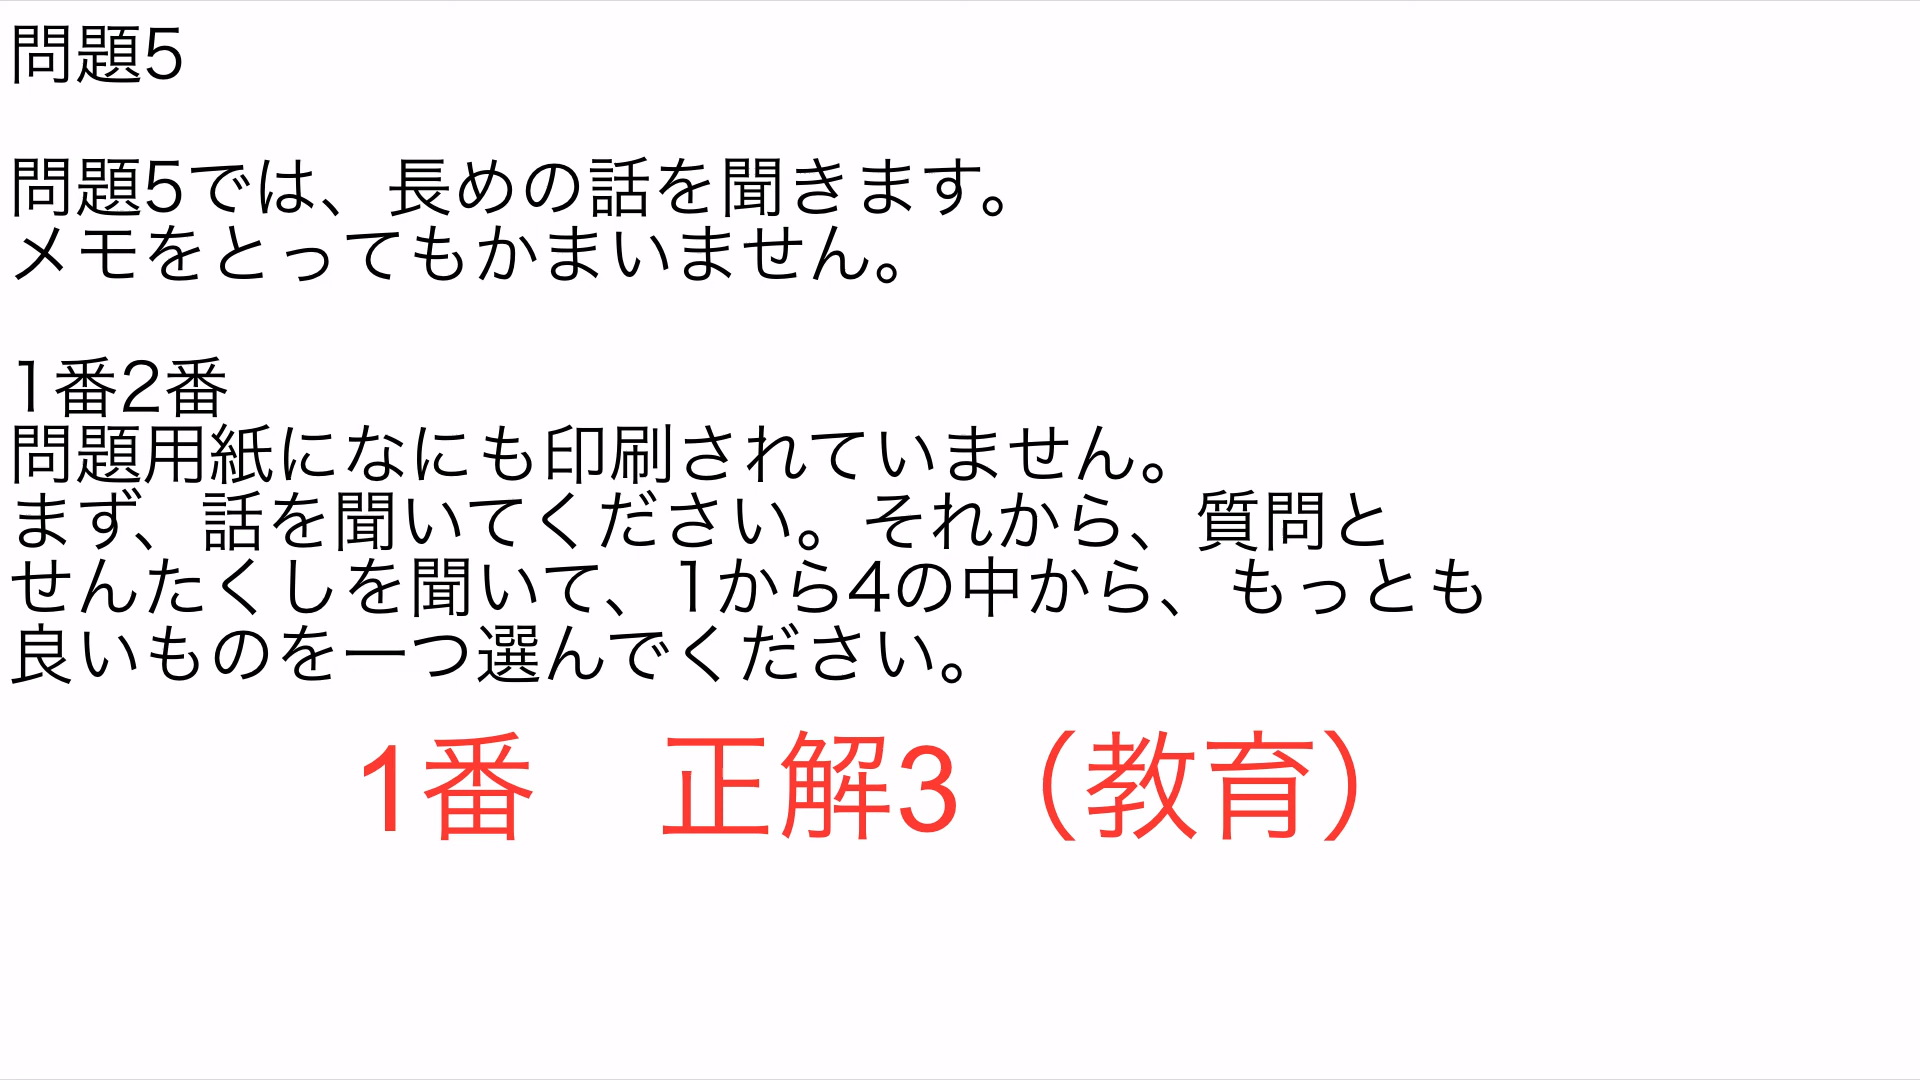 問題5
問題5では、長めの話を聞きます。
メモをとってもかまいません。
1番2番
問題用紙になにも印刷されていません。
まず、話を聞いてください。それから、質問と
せんたくしを聞いて、1から4の中から、もっとも
良いものを一つ選んでください。
1番　正解3（教育）